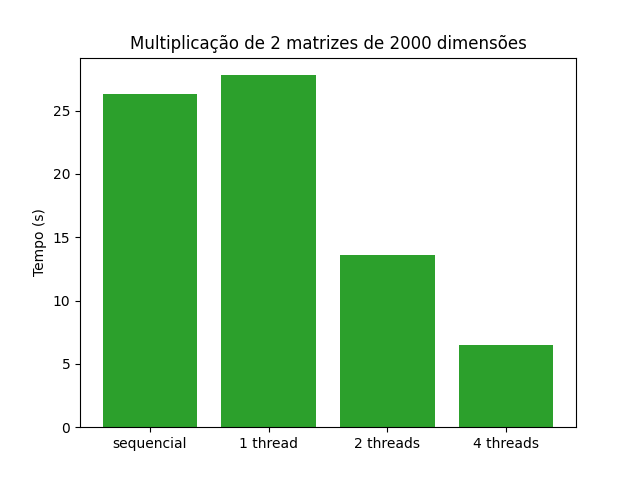 Multiplicação de 2 matrizes de 2000 dimensões
Tempo (s)
25
20
15
10
5
0
sequencial 1 thread 2 threads 4 threads